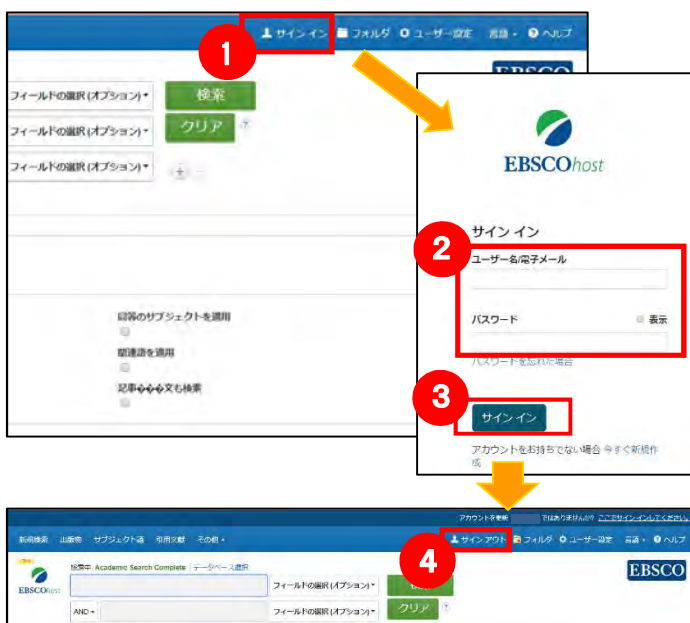 1
サイン イン フォルダ ユーザー設定 言語 ヘルプ
EBSCO
フィールドの選択 (オプション) 検索
フィールドの選択 (オプション) クリア ?
フィールドの選択 (オプション) + −
同等のサブジェクトを適用
関連語を適用
記事���文も検索
EBSCOhost
サイン イン
2
ユーザー名/電子メール
パスワード 表示
パスワードを忘れた場合
3
サイン イン
アカウントをお持ちでない場合 今すぐ新規作
成
アカウントを更新 ではありませんか? ここでサインインしてください。
新規検索 出版物 サブジェクト語 引用文献 その他
サイン アウト フォルダ ユーザー設定 言語 ヘルプ
4
検索中: Academic Search Complete データベース選択
EBSCO
EBSCOhost
フィールドの選択 (オプション)
AND フィールドの選択 (オプション) クリア ?